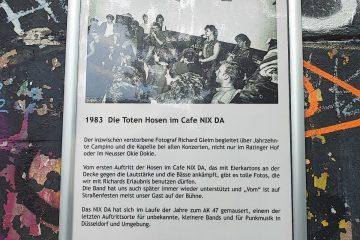 1983 Die Toten Hosen im Cafe NIX DA
Der inzwischen verstorbene Fotograf Richard Gleim begleitet über Jahrzehn-
te Campino und die Kapelle bei allen Konzerten, nicht nur im Ratinger Hof
oder im Neusser Okie Dokie.
Vom ersten Auftritt der Hosen im Cafe NIX DA, das mit Eierkartons an der
Decke gegen die Lautstärke und die Bässe ankämpft, gibt es tolle Fotos, die
wir mit Richards Erlaubnis benutzen dürfen.
Die Band hat uns auch später immer wieder unterstützt und „Vom“ ist auf
Straßenfesten meist unser Gast auf der Bühne.
Das NIX DA hat sich im Laufe der Jahre zum AK 47 gemausert, einem der
letzten Auftrittsorte für unbekannte, kleinere Bands und für Punkmusik in
Düsseldorf und Umgebung.